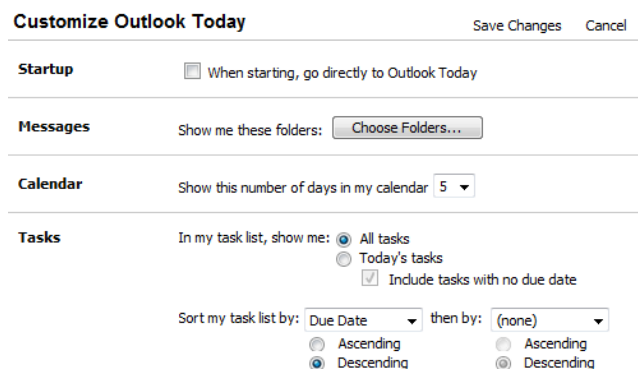 Customize Outlook Today Save Changes Cancel
Startup When starting, go directly to Outlook Today
Messages Show me these folders: Choose Folders...
Calendar Show this number of days in my calendar 5
Tasks In my task list, show me: All tasks
Today's tasks
Include tasks with no due date
Sort my task list by: Due Date then by: (none)
Ascending Ascending
Descending Descending